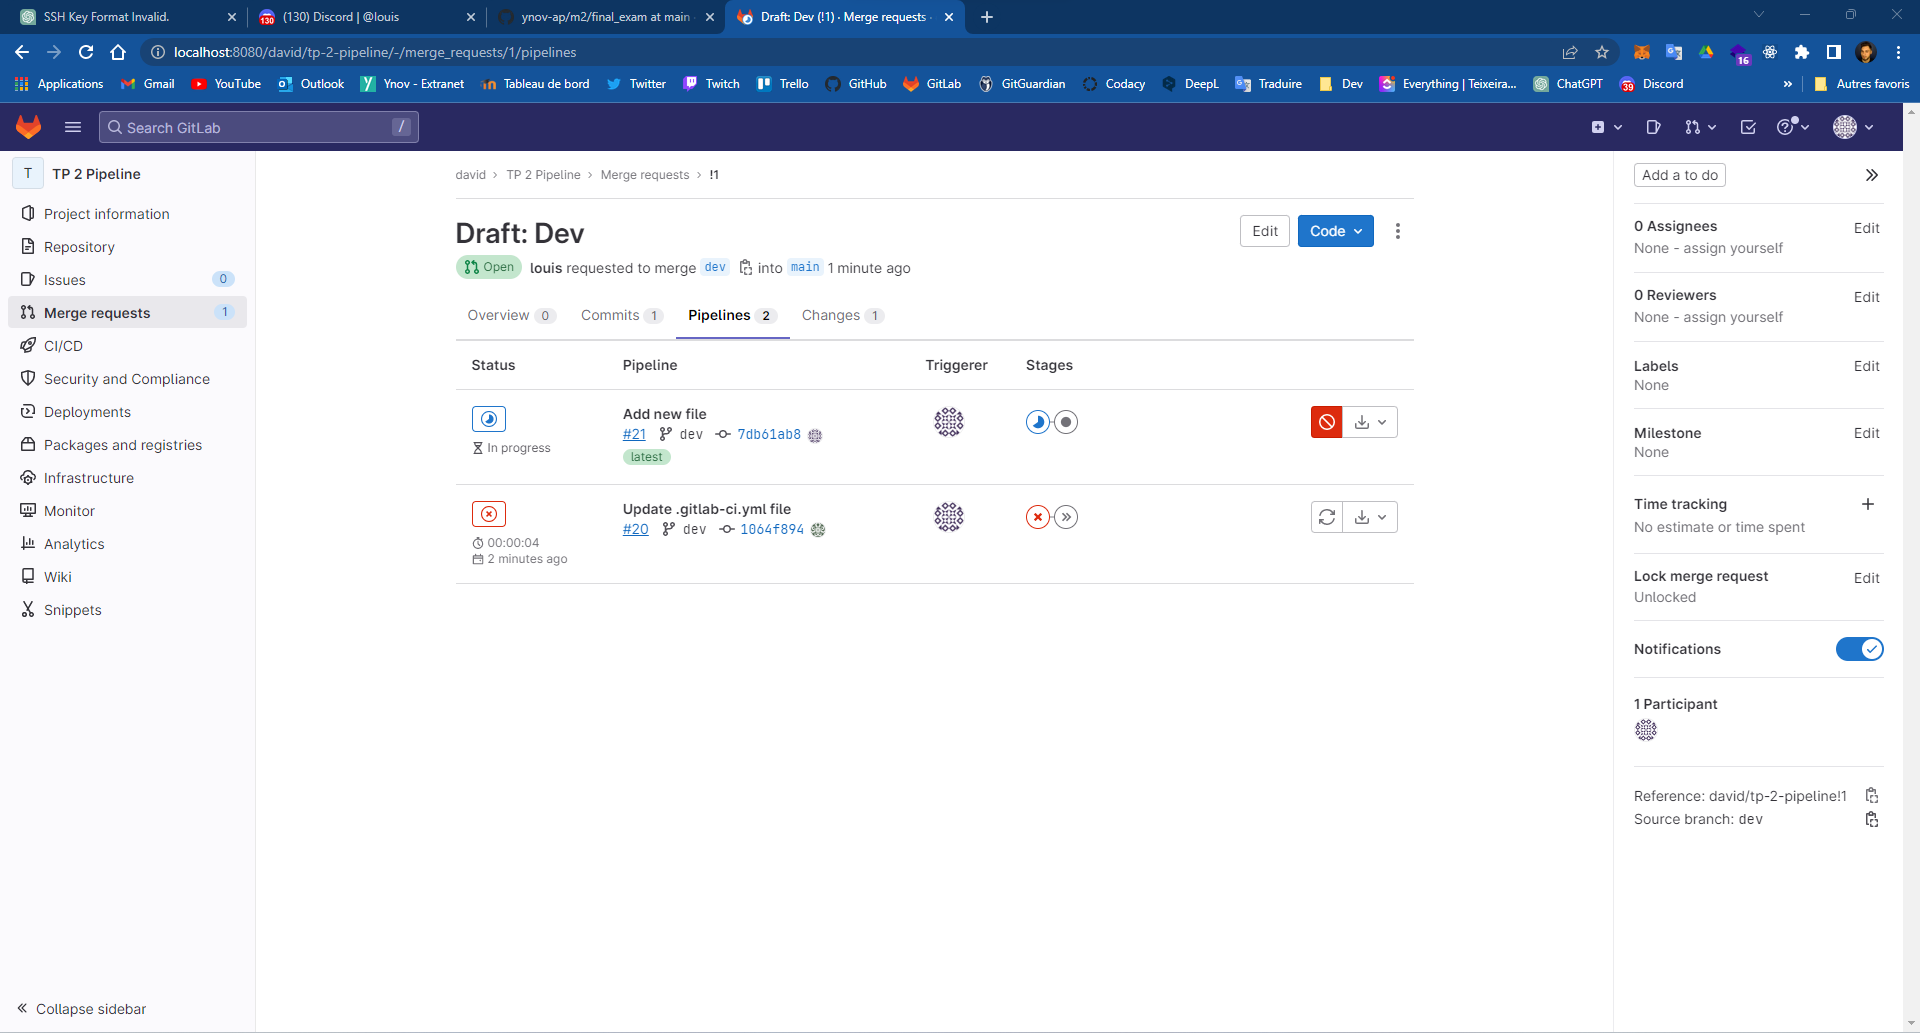 SSH Key Format Invalid.
(130) Discord | @louis
ynov-ap/m2/final_exam at main
Draft: Dev (!1) · Merge requests ·
localhost:8080/david/tp-2-pipeline/-/merge_requests/1/pipelines
16
Applications
Gmail
YouTube
Outlook
Ynov - Extranet
Tableau de bord
Twitter
Twitch
Trello
GitHub
GitLab
GitGuardian
Codacy
DeepL
Traduire
Dev
Everything | Teixeira...
ChatGPT
39
Discord
»
Autres favoris
Search GitLab
/
T
TP 2 Pipeline
Project information
Repository
Issues
0
Merge requests
1
CI/CD
Security and Compliance
Deployments
Packages and registries
Infrastructure
Monitor
Analytics
Wiki
Snippets
Collapse sidebar
david > TP 2 Pipeline > Merge requests > !1
Draft: Dev
Edit
Code
Open
louis requested to merge dev into main 1 minute ago
Overview 0
Commits 1
Pipelines 2
Changes 1
Status
Pipeline
Triggerer
Stages
In progress
Add new file
#21 dev 7db61ab8
latest
00:00:04
2 minutes ago
Update .gitlab-ci.yml file
#20 dev 1064f894
Add a to do
0 Assignees
Edit
None - assign yourself
0 Reviewers
Edit
None - assign yourself
Labels
Edit
None
Milestone
Edit
None
Time tracking
No estimate or time spent
Lock merge request
Edit
Unlocked
Notifications
1 Participant
Reference: david/tp-2-pipeline!1
Source branch: dev